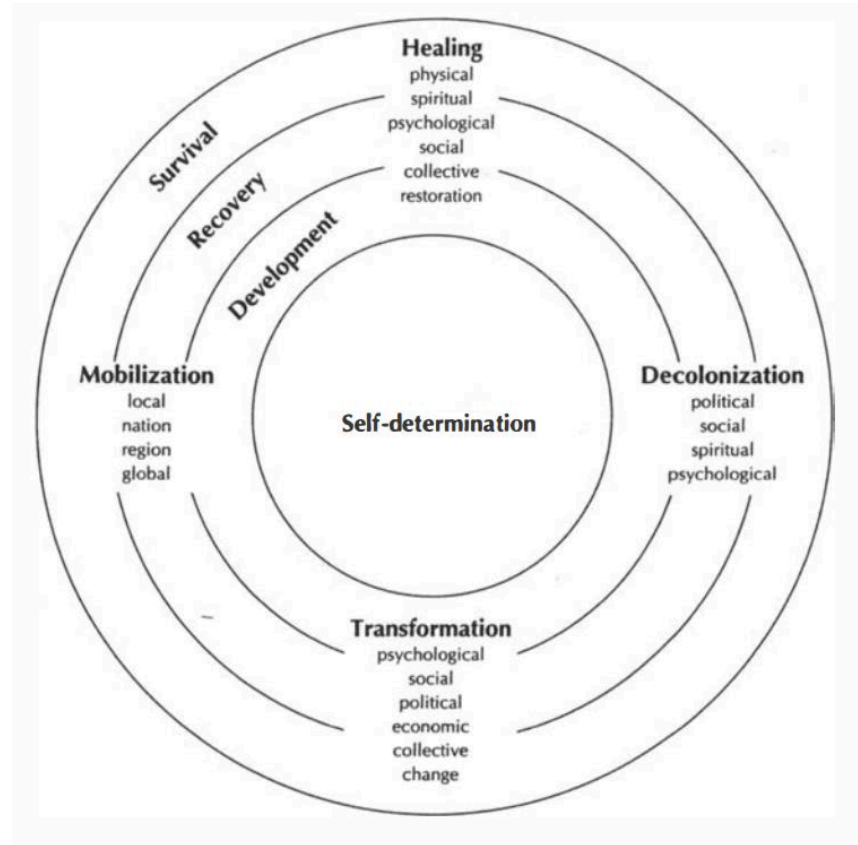 Healing
physical
spiritual
psychological
social
collective
restoration
Survival
Recovery
Development
Mobilization
local
nation
region
global
Self-determination
Decolonization
political
social
spiritual
psychological
Transformation
psychological
social
political
economic
collective
change